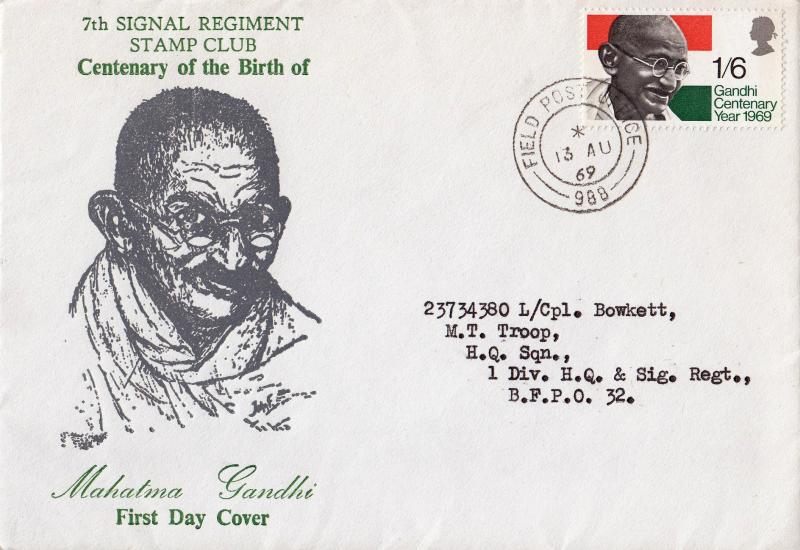 7th SIGNAL REGIMENT
STAMP CLUB
Centenary of the Birth of
Mahatma Gandhi
First Day Cover
1/6
Gandhi
Centenary
Year 1969
FIELD POST OFFICE
*
13 AU
69
988
23734380 L/Cpl. Bowkett,
M.T. Troop,
H.Q. Sqn.,
1 Div. H.Q. & Sig. Regt.,
B.F.P.O. 32.